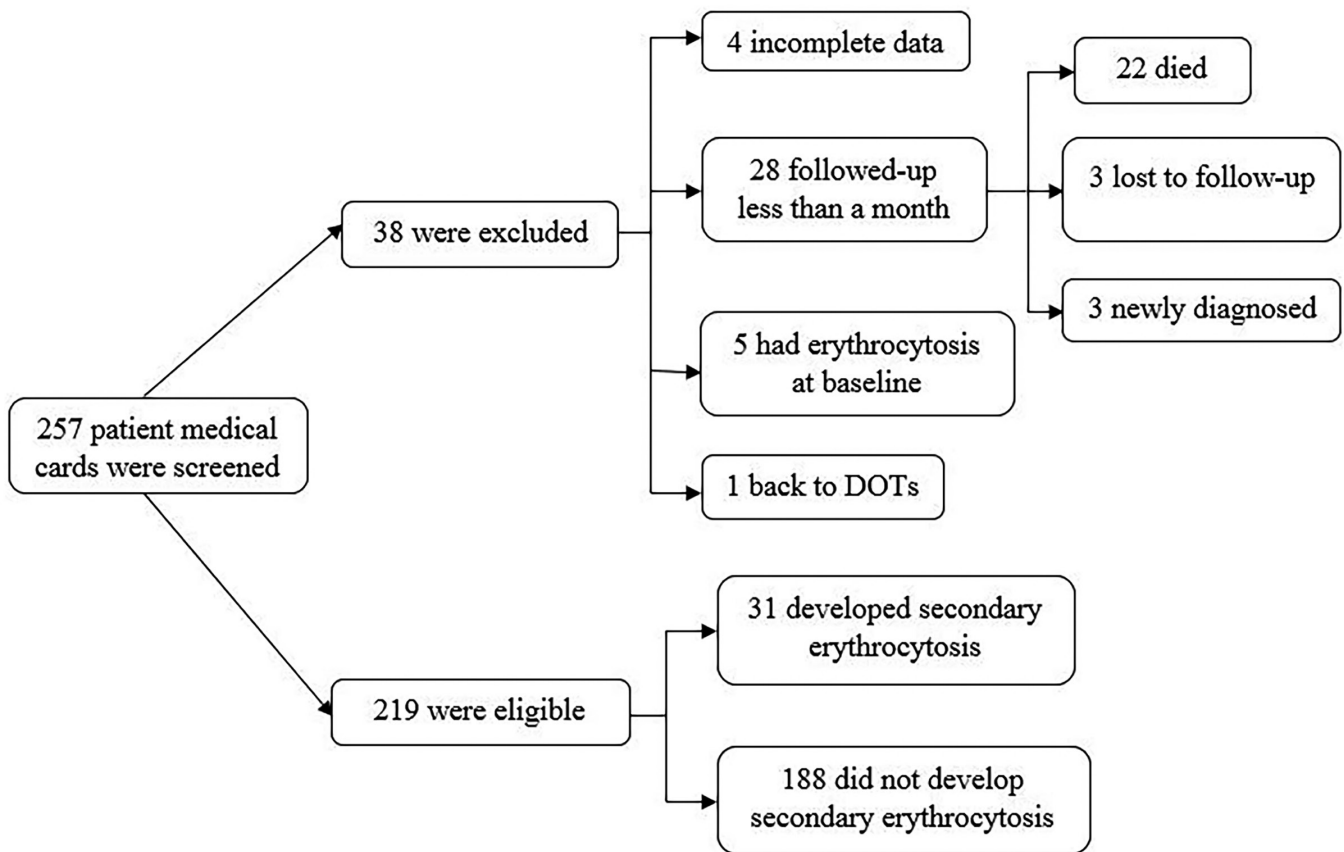 257 patient medical
cards were screened
38 were excluded
4 incomplete data
28 followed-up
less than a month
22 died
3 lost to follow-up
3 newly diagnosed
5 had erythrocytosis
at baseline
1 back to DOTs
219 were eligible
31 developed secondary
erythrocytosis
188 did not develop
secondary erythrocytosis